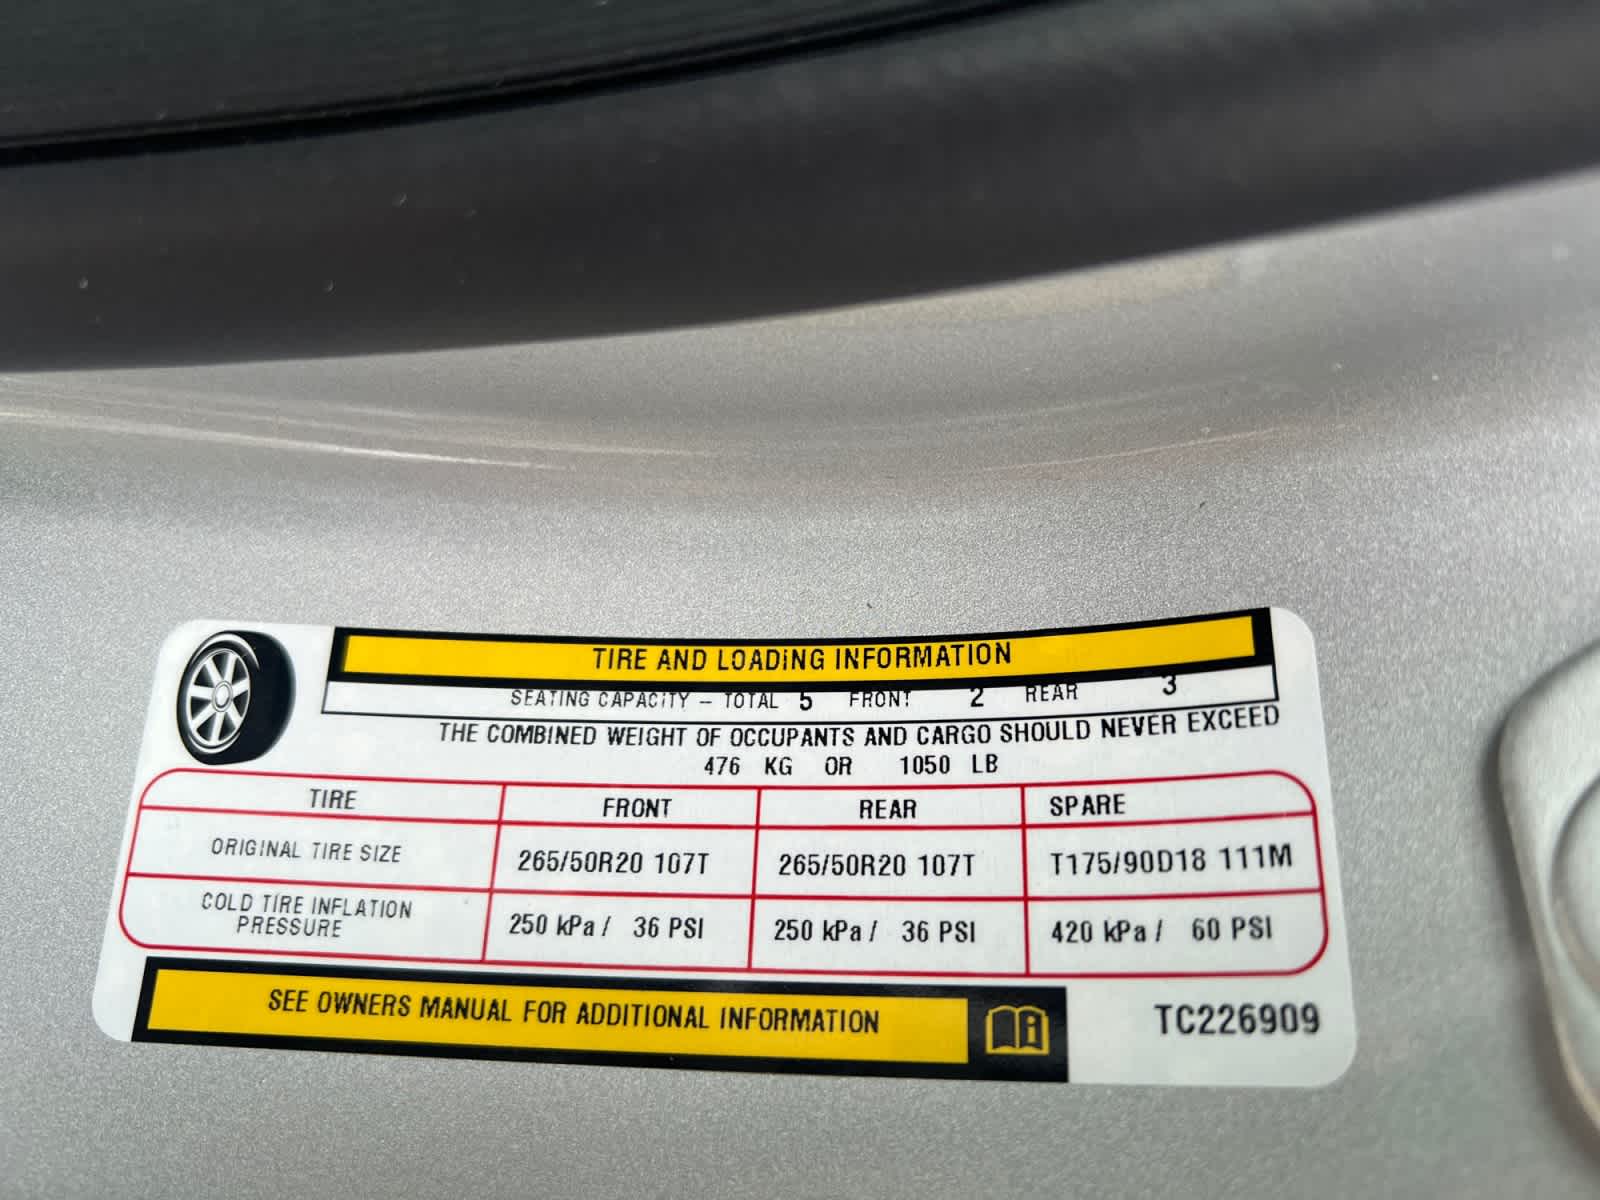 TIRE AND LOADING INFORMATION
SEATING CAPACITY – TOTAL 5 FRONT 2 REAR 3
THE COMBINED WEIGHT OF OCCUPANTS AND CARGO SHOULD NEVER EXCEED
476 KG OR 1050 LB
TIRE FRONT REAR SPARE
ORIGINAL TIRE SIZE 265/50R20 107T 265/50R20 107T T175/90D18 111M
COLD TIRE INFLATION
PRESSURE 250 kPa / 36 PSI 250 kPa / 36 PSI 420 kPa / 60 PSI
SEE OWNERS MANUAL FOR ADDITIONAL INFORMATION
TC226909